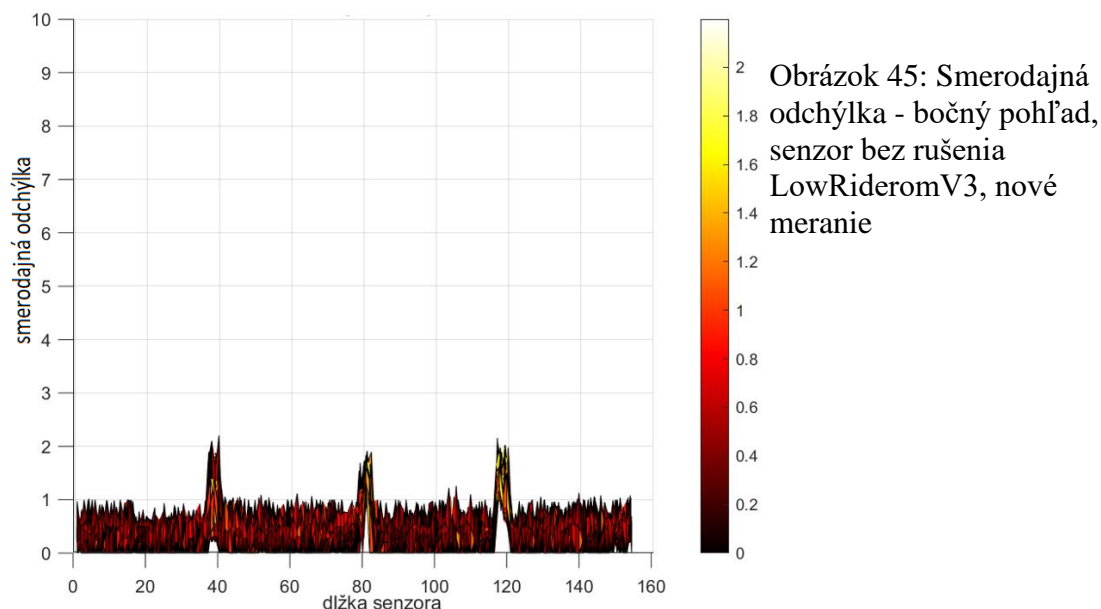 10
9
8
7
6
5
4
3
2
1
0
smerodajná odchýlka
0 20 40 60 80 100 120 140 160
dĺžka senzora
2
1.8
1.6
1.4
1.2
1
0.8
0.6
0.4
0.2
0
Obrázok 45: Smerodajná
odchýlka - bočný pohľad,
senzor bez rušenia
LowRideromV3, nové
meranie